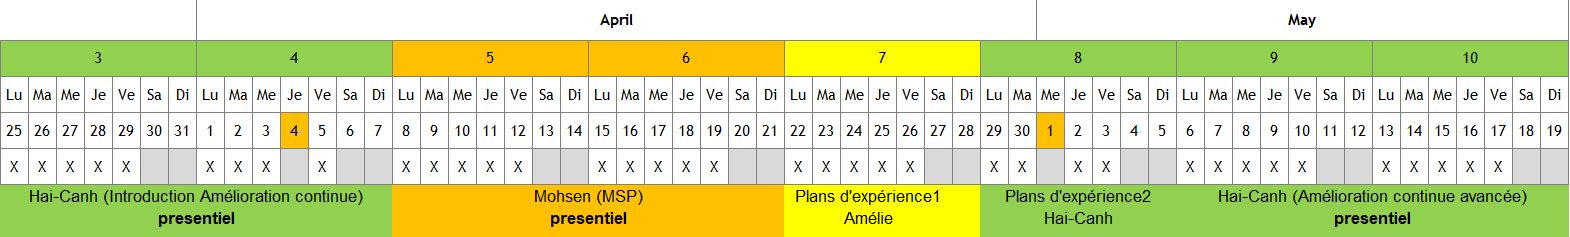 April May
3 4 5 6 7 8 9 10
Lu Ma Me Je Ve Sa Di Lu Ma Me Je Ve Sa Di Lu Ma Me Je Ve Sa Di Lu Ma Me Je Ve Sa Di Lu Ma Me Je Ve Sa Di Lu Ma Me Je Ve Sa Di Lu Ma Me Je Ve Sa Di Lu Ma Me Je Ve Sa Di
25 26 27 28 29 30 31 1 2 3 4 5 6 7 8 9 10 11 12 13 14 15 16 17 18 19 20 21 22 23 24 25 26 27 28 29 30 1 2 3 4 5 6 7 8 9 10 11 12 13 14 15 16 17 18 19
X X X X X X X X X X X X X X X X X X X X X X X X X X X X X X X X X X X X X X
Hai-Canh (Introduction Amélioration continue) Mohsen (MSP) Plans d'expérience1 Plans d'expérience2 Hai-Canh (Amélioration continue avancée)
presentiel presentiel Amélie Hai-Canh presentiel